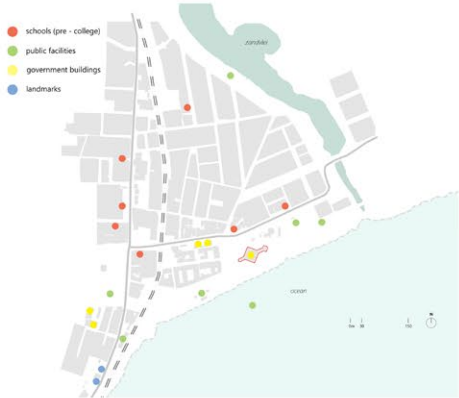 schools (pre - college)
public facilities
government buildings
landmarks
zandvlei
ocean